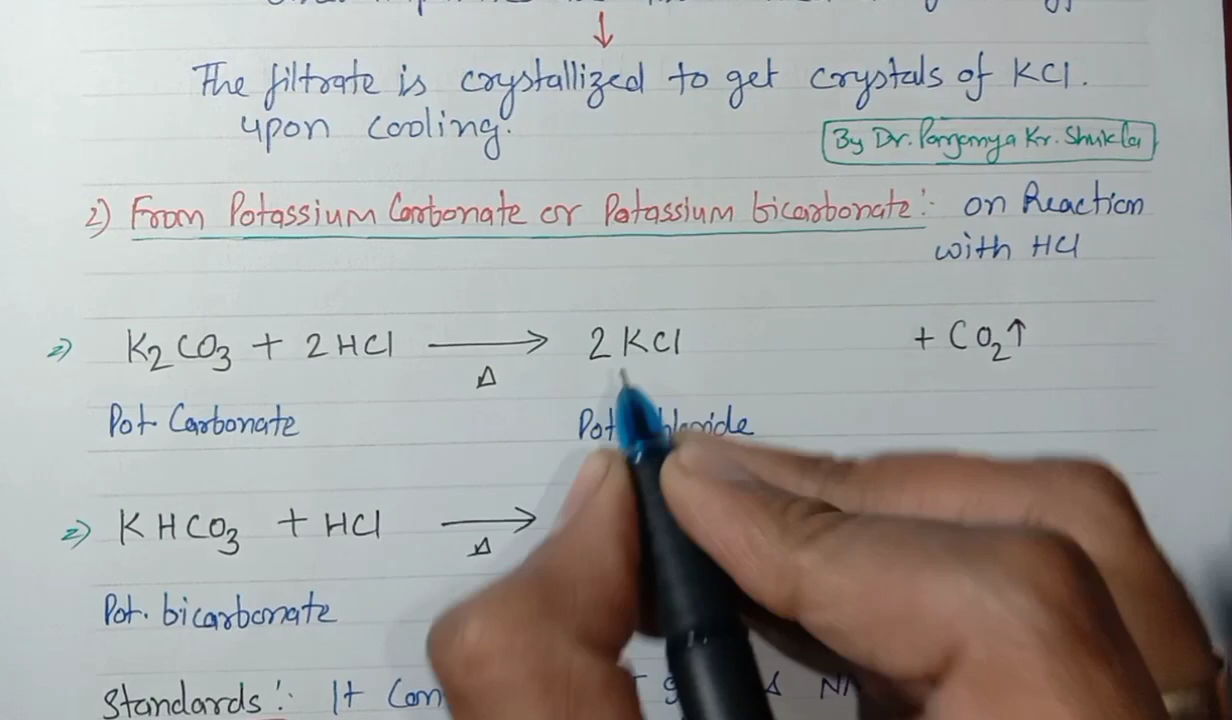 The filtrate is crystallized to get crystals of KCl.
upon cooling.
By Dr. Kr. Shukla
2) From Potassium Carbonate or Potassium bicarbonate :- on Reaction
with HCl
K2CO3 + 2HCl ⟶ 2KCl + CO2↑
Δ
Pot. Carbonate Pot
KHCO3 + HCl ⟶
Δ
Pot. bicarbonate
Standards :- It